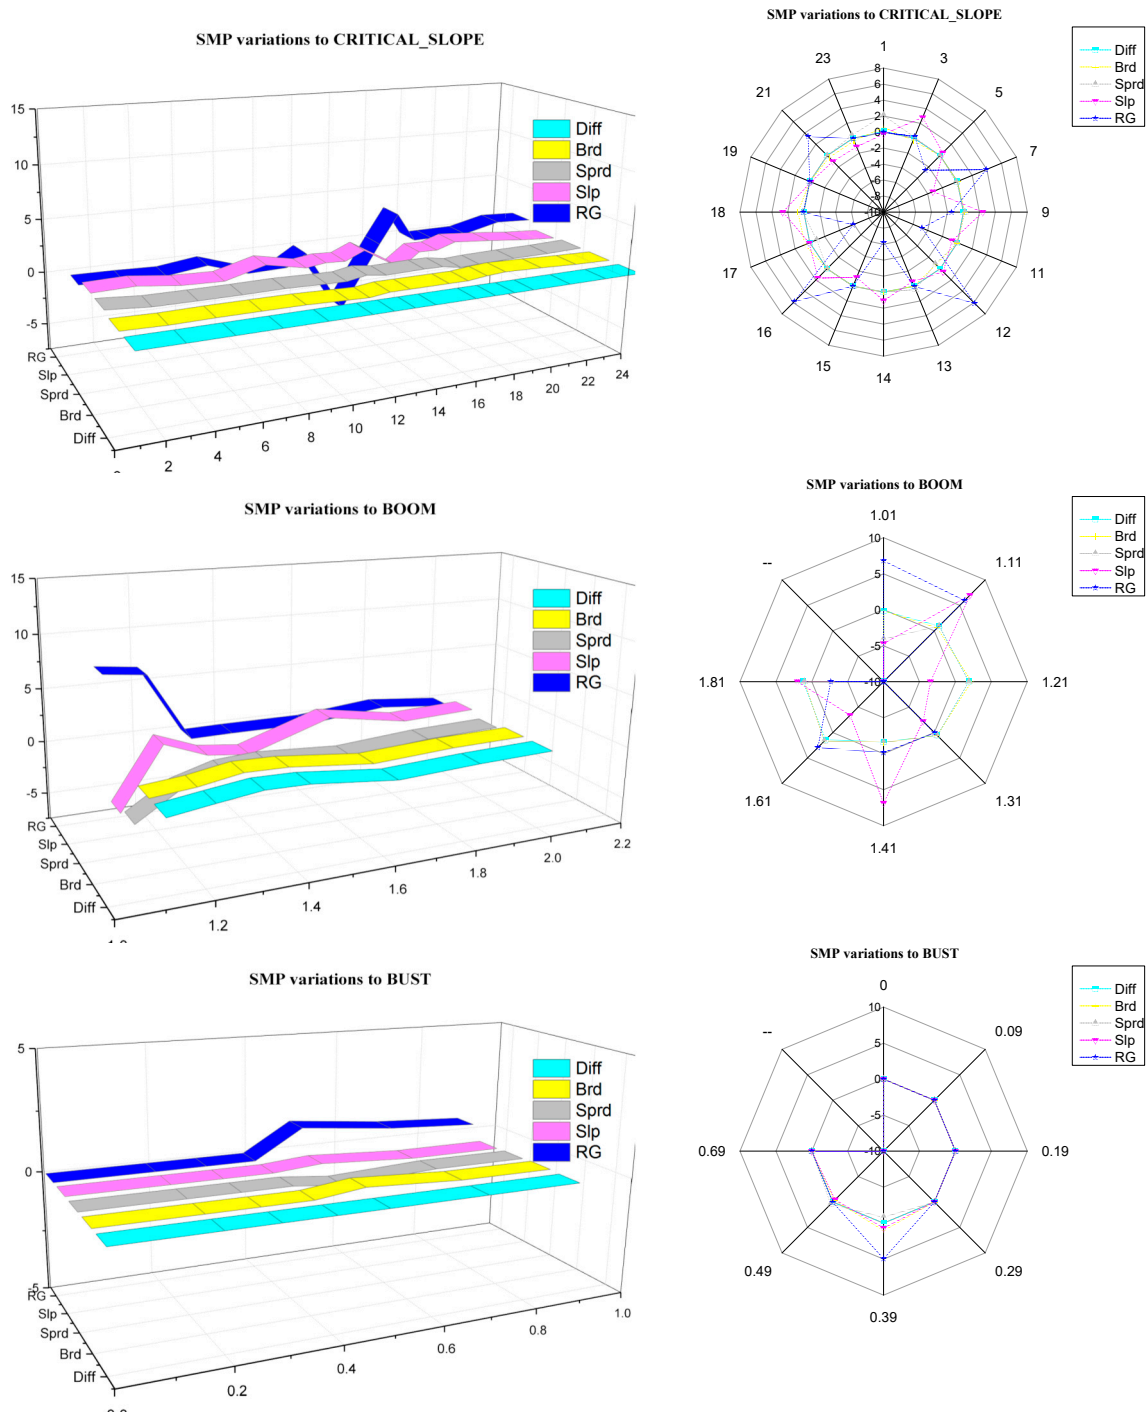 SMP variations to CRITICAL_SLOPE
15
10
5
0
-5
RG
Slp
Sprd
Brd
Diff
2
4
6
8
10
12
14
16
18
20
22
24
Diff
Brd
Sprd
Slp
RG
SMP variations to CRITICAL_SLOPE
1
3
5
7
9
11
12
13
14
15
16
17
18
19
21
23
8
6
4
2
0
-2
-4
-6
-8
-10
Diff
Brd
Sprd
Slp
RG
SMP variations to BOOM
15
10
5
0
-5
RG
Slp
Sprd
Brd
Diff
1.2
1.4
1.6
1.8
2.0
2.2
Diff
Brd
Sprd
Slp
RG
SMP variations to BOOM
1.01
1.11
1.21
1.31
1.41
1.61
1.81
--
10
5
0
-5
-10
Diff
Brd
Sprd
Slp
RG
SMP variations to BUST
5
0
-5
RG
Slp
Sprd
Brd
Diff
0.2
0.4
0.6
0.8
1.0
Diff
Brd
Sprd
Slp
RG
SMP variations to BUST
0
0.09
0.19
0.29
0.39
0.49
0.69
--
10
5
0
-5
-10
Diff
Brd
Sprd
Slp
RG